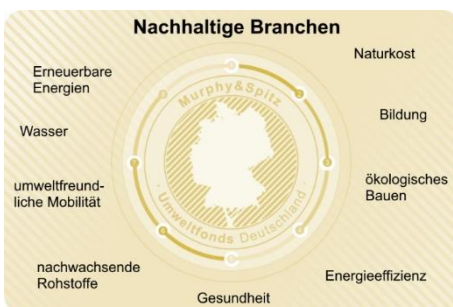 Nachhaltige Branchen
Naturkost
Erneuerbare
Energien
Murphy&Spitz
Bildung
Wasser
umweltfreund-
liche Mobilität
ökologisches
Bauen
Umweltfonds Deutschland
nachwachsende
Rohstoffe
Energieeffizienz
Gesundheit